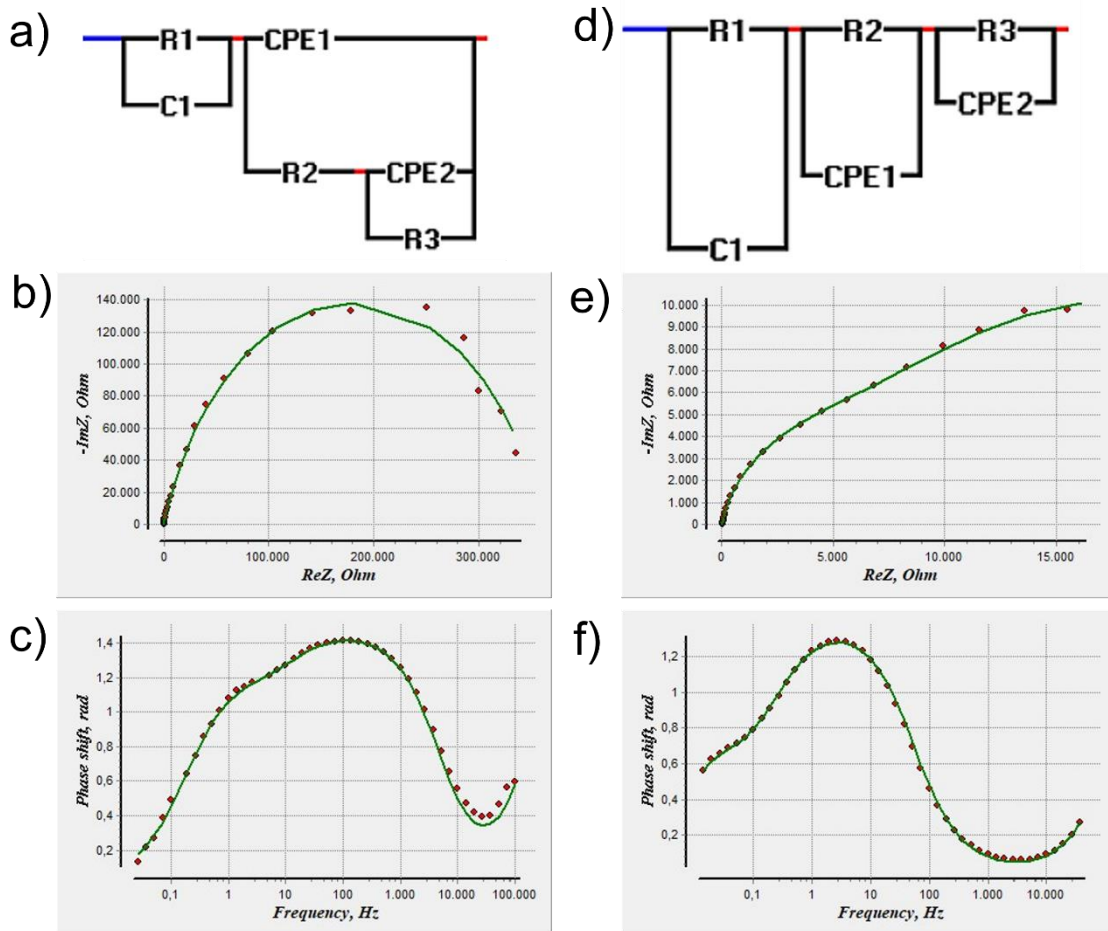 a)
R1
CPE1
C1
R2
CPE2
R3
d)
R1
R2
R3
CPE2
CPE1
C1
b)
-ImZ, Ohm
140.000
120.000
100.000
80.000
60.000
40.000
20.000
0
0
100.000
200.000
300.000
ReZ, Ohm
e)
-ImZ, Ohm
10.000
9.000
8.000
7.000
6.000
5.000
4.000
3.000
2.000
1.000
0
0
5.000
10.000
15.000
ReZ, Ohm
c)
Phase shift, rad
1,4
1,2
1
0,8
0,6
0,4
0,2
0,1
1
10
100
1.000
10.000
100.000
Frequency, Hz
f)
Phase shift, rad
1,2
1
0,8
0,6
0,4
0,2
0,1
1
10
100
1.000
10.000
Frequency, Hz